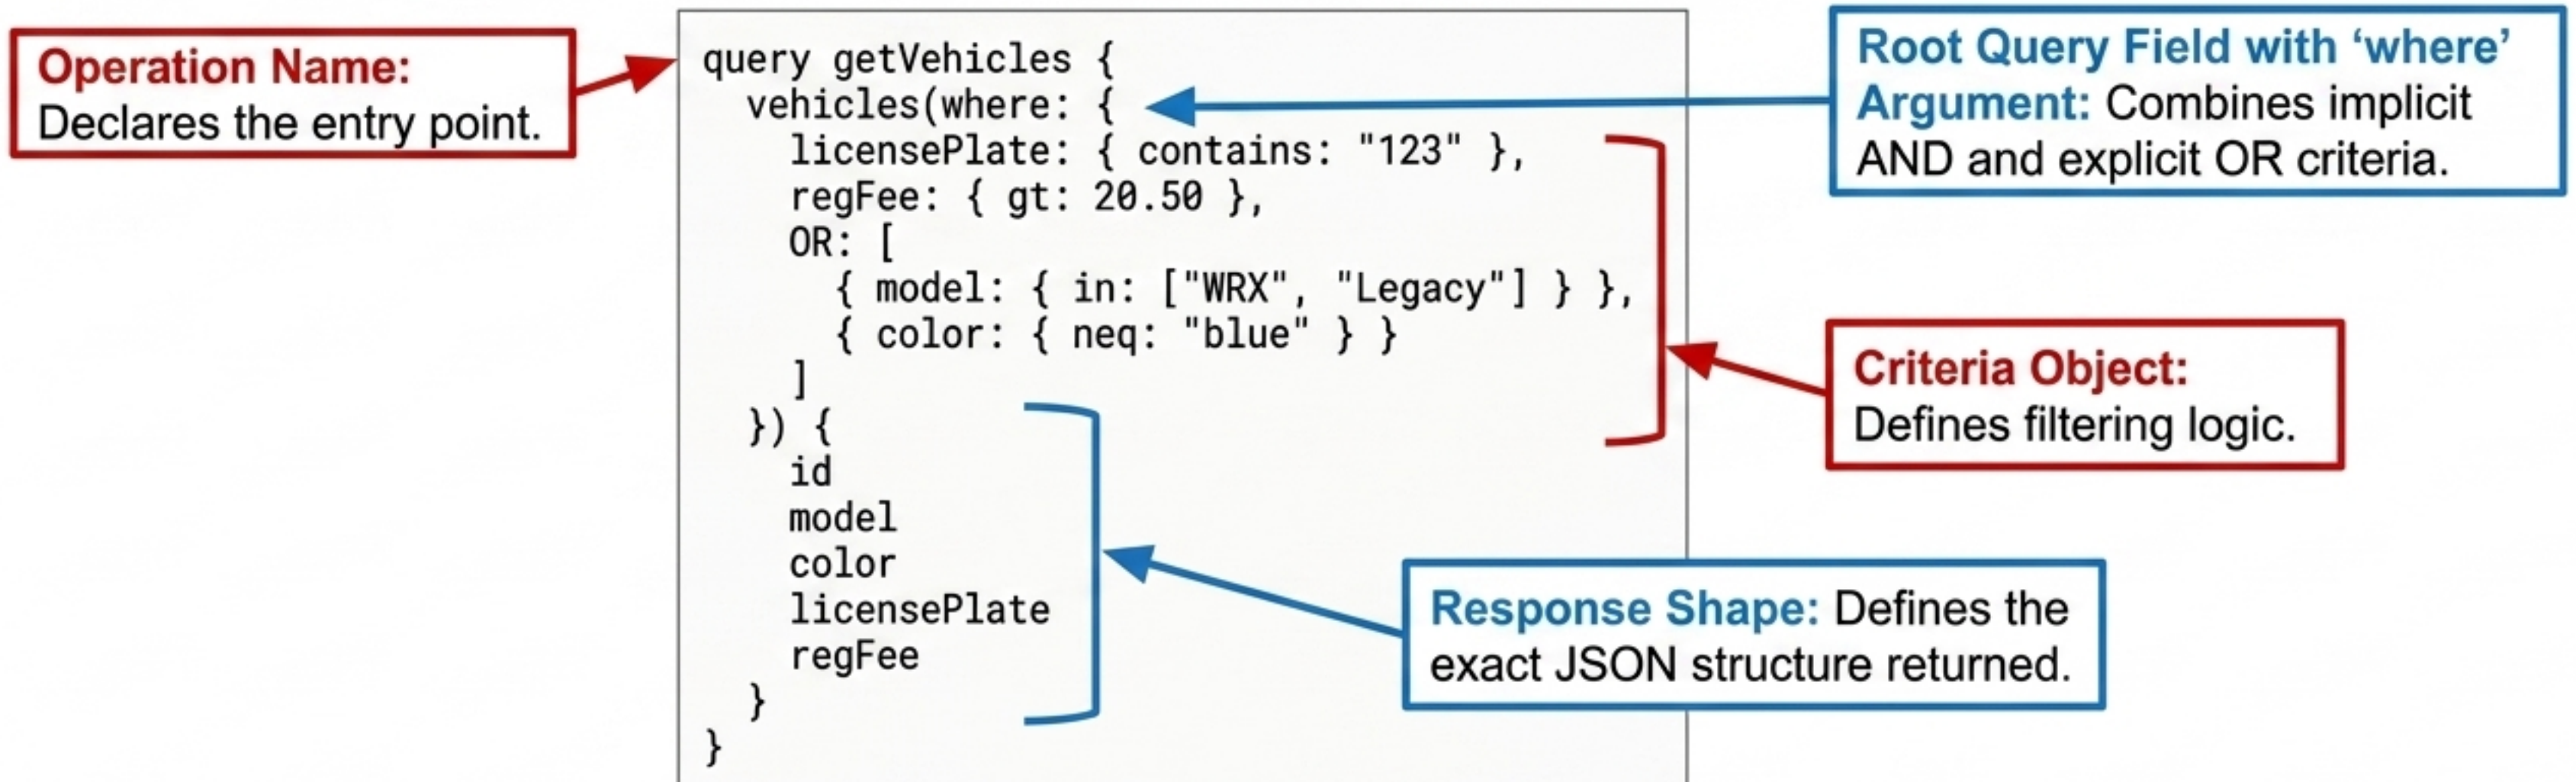 Operation Name:
Declares the entry point.
query getVehicles {
  vehicles(where: {
    licensePlate: { contains: "123" },
    regFee: { gt: 20.50 },
    OR: [
      { model: { in: ["WRX", "Legacy"] } },
      { color: { neq: "blue" } }
    ]
  }) {
    id
    model
    color
    licensePlate
    regFee
  }
}
Root Query Field with ‘where’
Argument: Combines implicit
AND and explicit OR criteria.
Criteria Object:
Defines filtering logic.
Response Shape: Defines the
exact JSON structure returned.